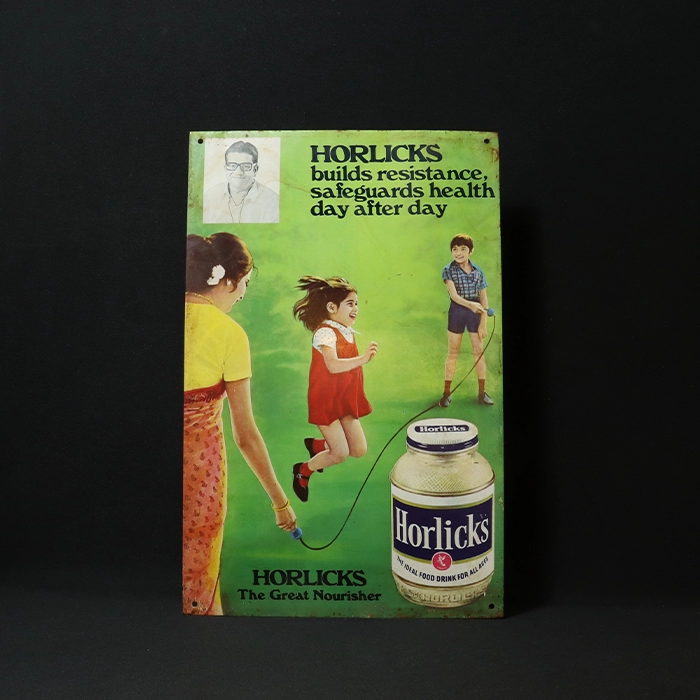 HORLICKS
builds resistance,
safeguards health
day after day
Horlicks
Horlicks
THE IDEAL FOOD DRINK FOR ALL AGES
HORLICKS
HORLICKS
The Great Nourisher